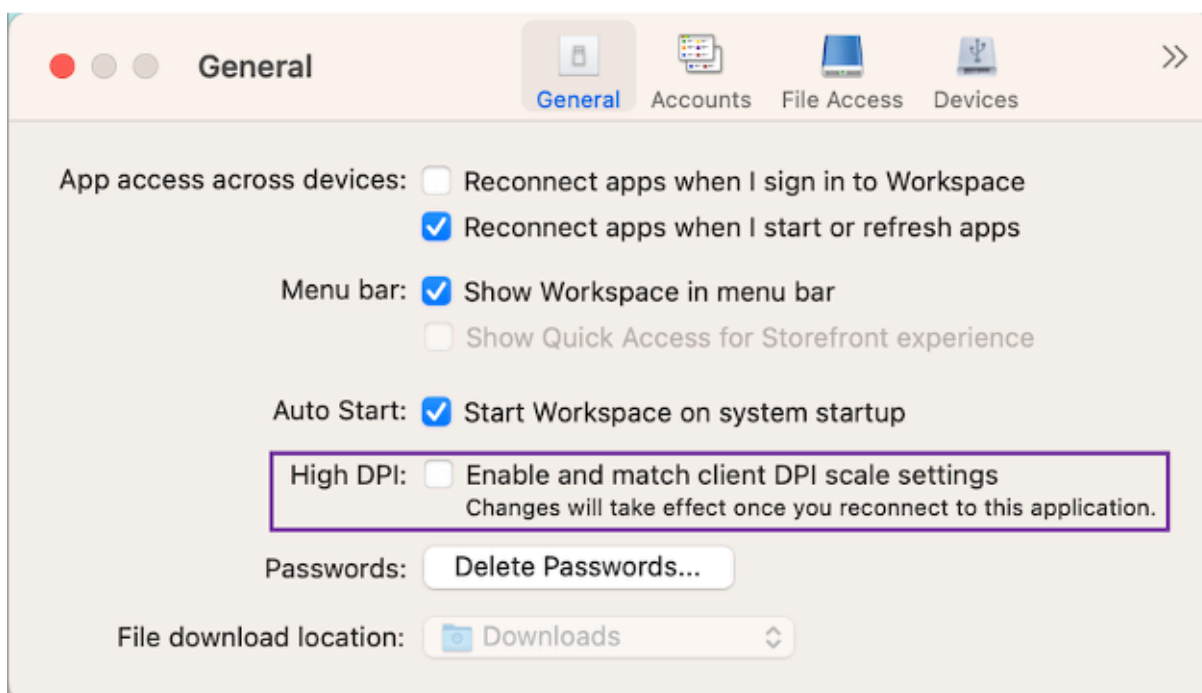 General
General Accounts File Access Devices
App access across devices: Reconnect apps when I sign in to Workspace
Reconnect apps when I start or refresh apps
Menu bar: Show Workspace in menu bar
Show Quick Access for Storefront experience
Auto Start: Start Workspace on system startup
High DPI: Enable and match client DPI scale settings
Changes will take effect once you reconnect to this application.
Passwords: Delete Passwords...
File download location: Downloads